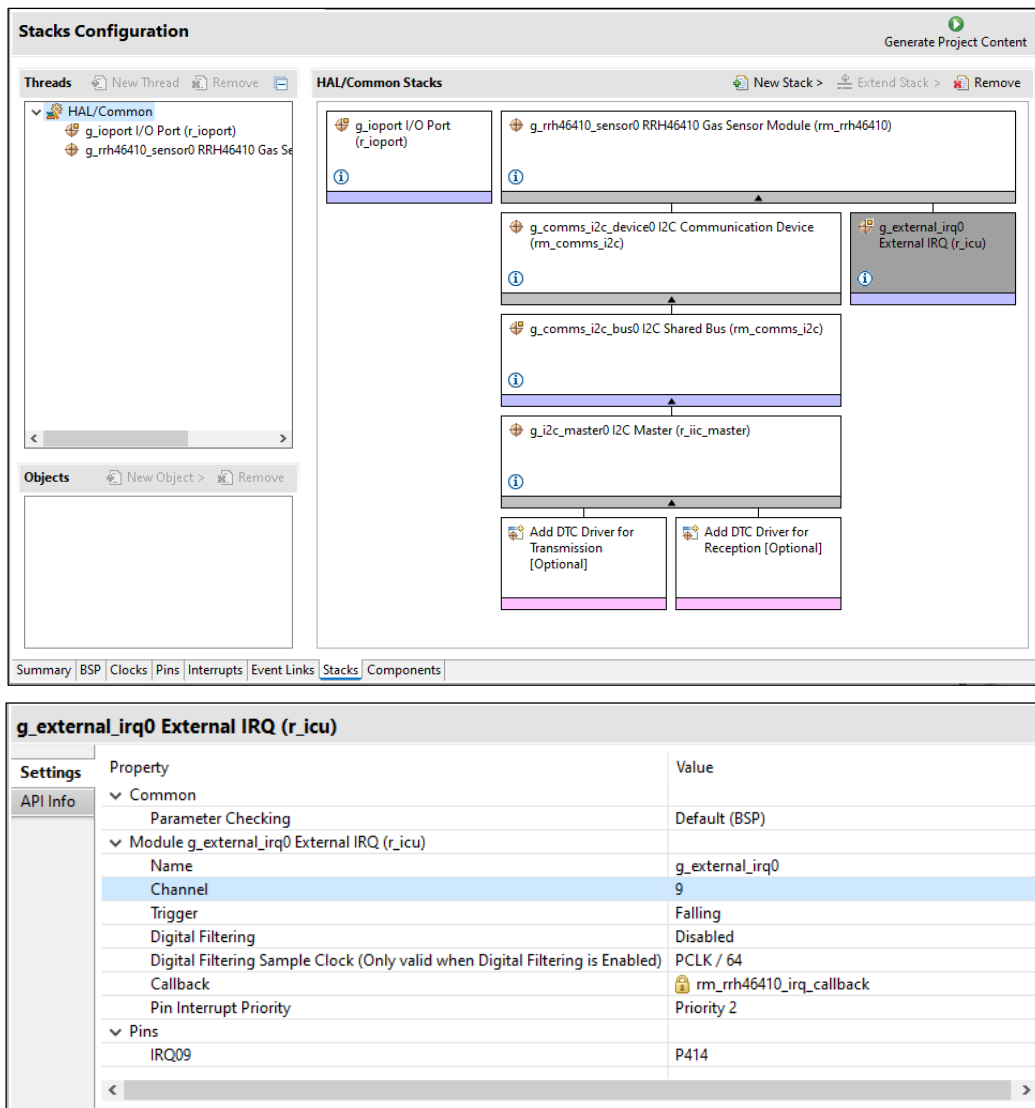 Stacks Configuration
Generate Project Content
Threads New Thread Remove
HAL/Common
g_ioport I/O Port (r_ioport)
g_rrh46410_sensor0 RRH46410 Gas Se
Objects New Object > Remove
HAL/Common Stacks New Stack > Extend Stack > Remove
g_ioport I/O Port
(r_ioport)
g_rrh46410_sensor0 RRH46410 Gas Sensor Module (rm_rrh46410)
g_comms_i2c_device0 I2C Communication Device
(rm_comms_i2c)
g_external_irq0
External IRQ (r_icu)
g_comms_i2c_bus0 I2C Shared Bus (rm_comms_i2c)
g_i2c_master0 I2C Master (r_iic_master)
Add DTC Driver for
Transmission
[Optional]
Add DTC Driver for
Reception [Optional]
Summary BSP Clocks Pins Interrupts Event Links Stacks Components
g_external_irq0 External IRQ (r_icu)
Settings
API Info
Property Value
Common
Parameter Checking Default (BSP)
Module g_external_irq0 External IRQ (r_icu)
Name g_external_irq0
Channel 9
Trigger Falling
Digital Filtering Disabled
Digital Filtering Sample Clock (Only valid when Digital Filtering is Enabled) PCLK / 64
Callback rm_rrh46410_irq_callback
Pin Interrupt Priority Priority 2
Pins
IRQ09 P414